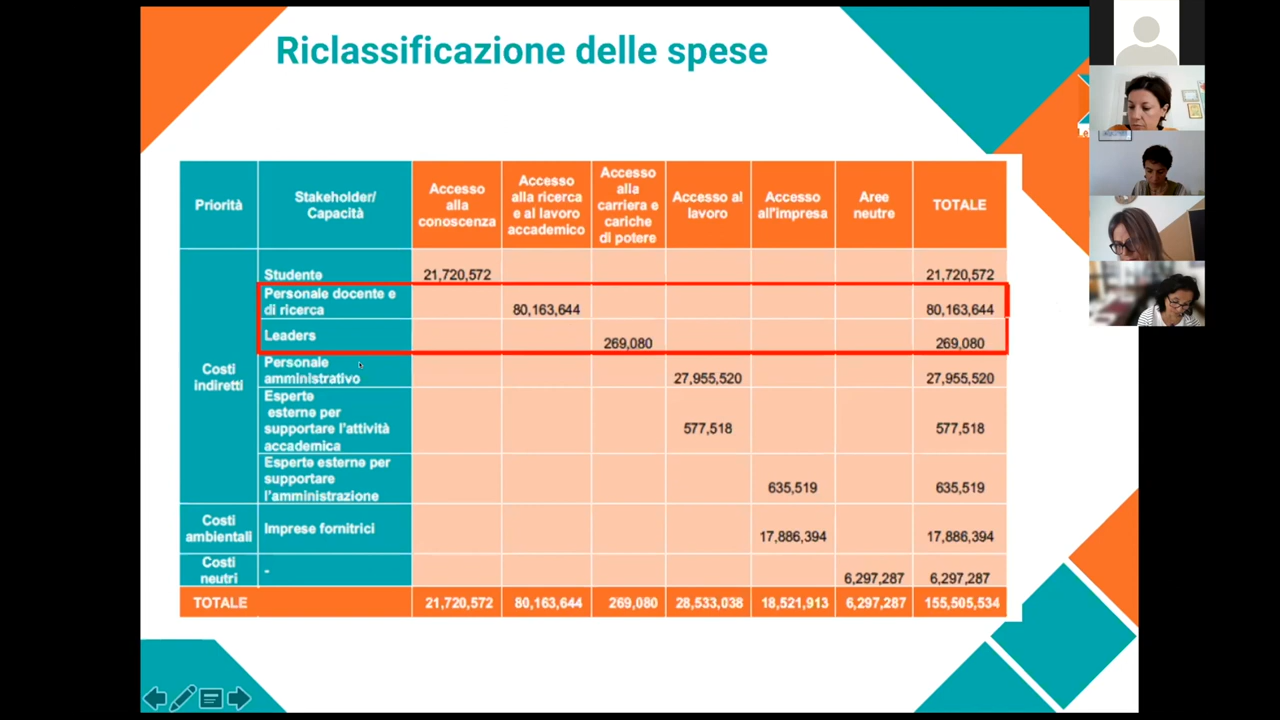 Riclassificazione delle spese
Priorità
Stakeholder/
Capacità
Accesso
alla
conoscenza
Accesso
alla ricerca
e al lavoro
accademico
Accesso
alla
carriera e
cariche
di potere
Accesso al
lavoro
Accesso
all'impresa
Aree
neutre
TOTALE
Costi
indiretti
Studentə
21,720,572
21,720,572
Personale docente e
di ricerca
80,163,644
80,163,644
Leaders
269,080
269,080
Personale
amministrativo
27,955,520
27,955,520
Espertə
esternə per
supportare l'attività
accademica
577,518
577,518
Espertə esternə per
supportare
l'amministrazione
635,519
635,519
Costi
ambientali
Imprese fornitrici
17,886,394
17,886,394
Costi
neutri
-
6,297,287
6,297,287
TOTALE
21,720,572
80,163,644
269,080
28,533,038
18,521,913
6,297,287
155,505,534